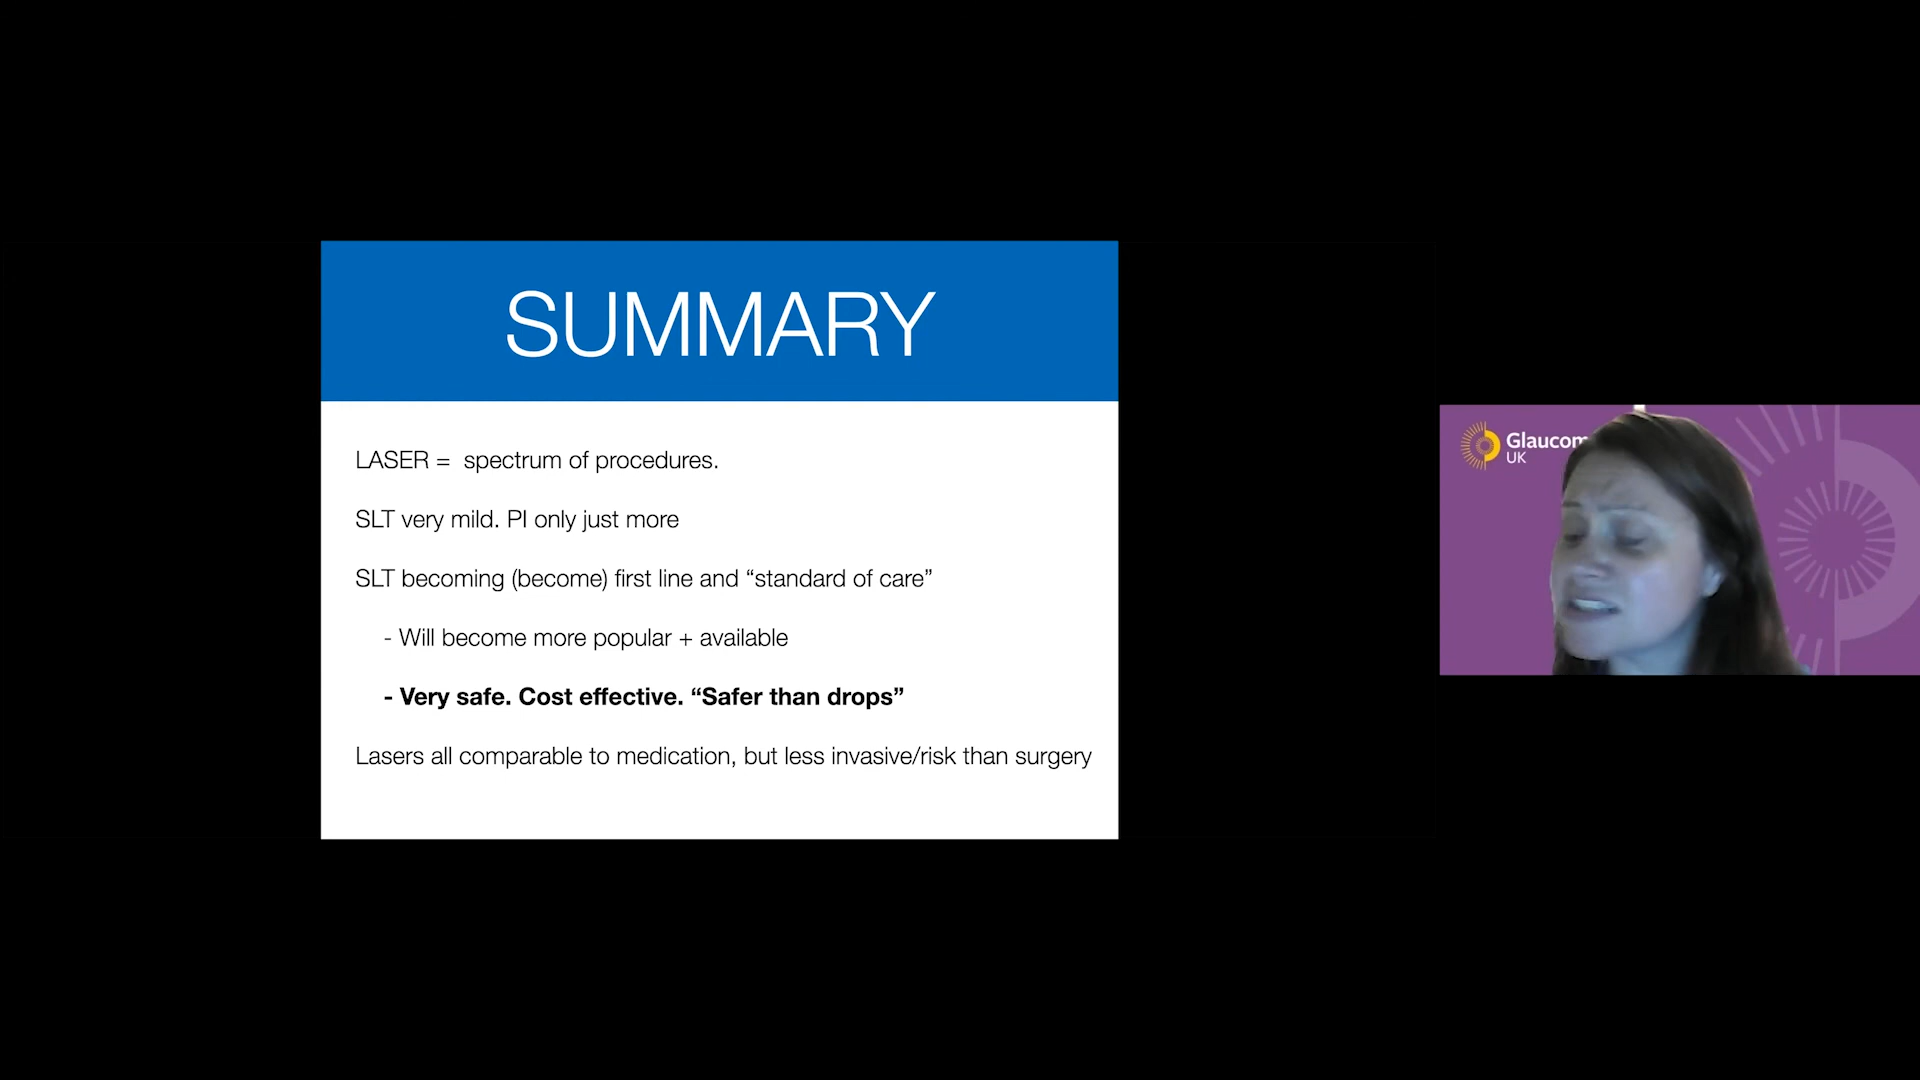 SUMMARY
LASER = spectrum of procedures.
SLT very mild. PI only just more
SLT becoming (become) first line and “standard of care”
- Will become more popular + available
- Very safe. Cost effective. “Safer than drops”
Lasers all comparable to medication, but less invasive/risk than surgery
Glaucom
UK